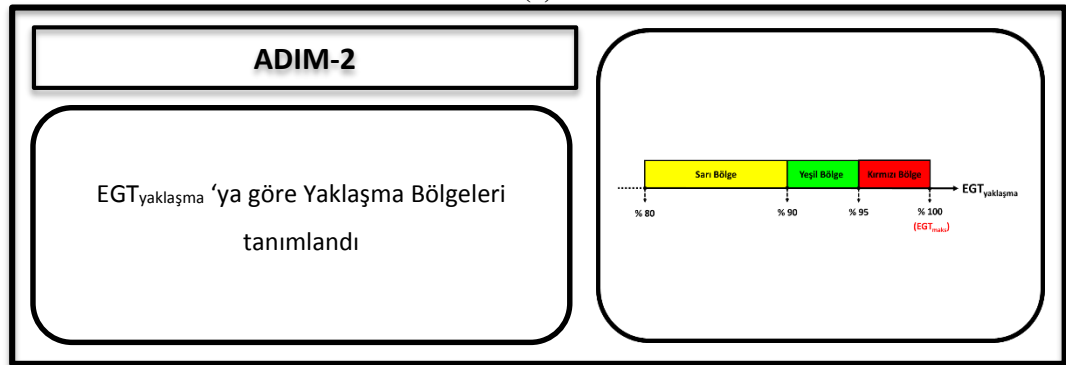 ADIM-2
EGTyaklaşma ‘ya göre Yaklaşma Bölgeleri
tanımlandı
Sarı Bölge Yeşil Bölge Kırmızı Bölge
EGTyaklaşma
% 80 % 90 % 95 % 100
(EGTmaks)